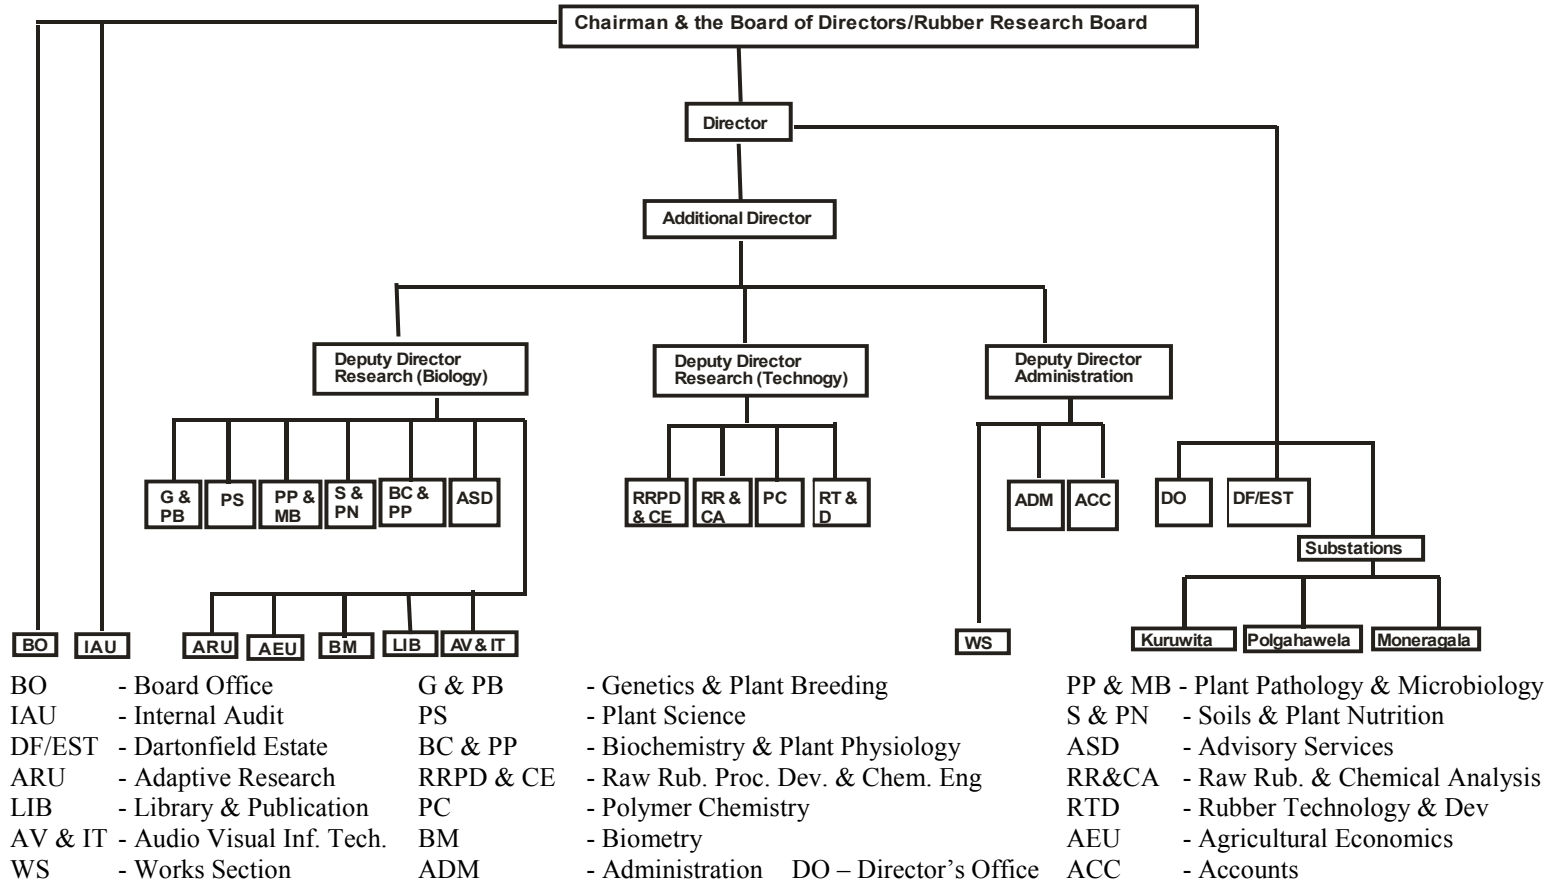 Chairman & the Board of Directors/Rubber Research Board
Director
Additional Director
Deputy Director
Research (Biology)
Deputy Director
Research (Technogy)
Deputy Director
Administration
G &
PB
PS
PP &
MB
S &
PN
BC &
PP
ASD
RRPD
& CE
RR &
CA
PC
RT &
D
ADM
ACC
DO
DF/EST
Substations
BO
IAU
ARU
AEU
BM
LIB
AV & IT
WS
Kuruwita
Polgahawela
Moneragala
BO - Board Office
IAU - Internal Audit
DF/EST - Dartonfield Estate
ARU - Adaptive Research
LIB - Library & Publication
AV & IT - Audio Visual Inf. Tech.
WS - Works Section
G & PB - Genetics & Plant Breeding
PS - Plant Science
BC & PP - Biochemistry & Plant Physiology
RRPD & CE - Raw Rub. Proc. Dev. & Chem. Eng
PC - Polymer Chemistry
BM - Biometry
ADM - Administration DO – Director’s Office
PP & MB - Plant Pathology & Microbiology
S & PN - Soils & Plant Nutrition
ASD - Advisory Services
RR&CA - Raw Rub. & Chemical Analysis
RTD - Rubber Technology & Dev
AEU - Agricultural Economics
ACC - Accounts